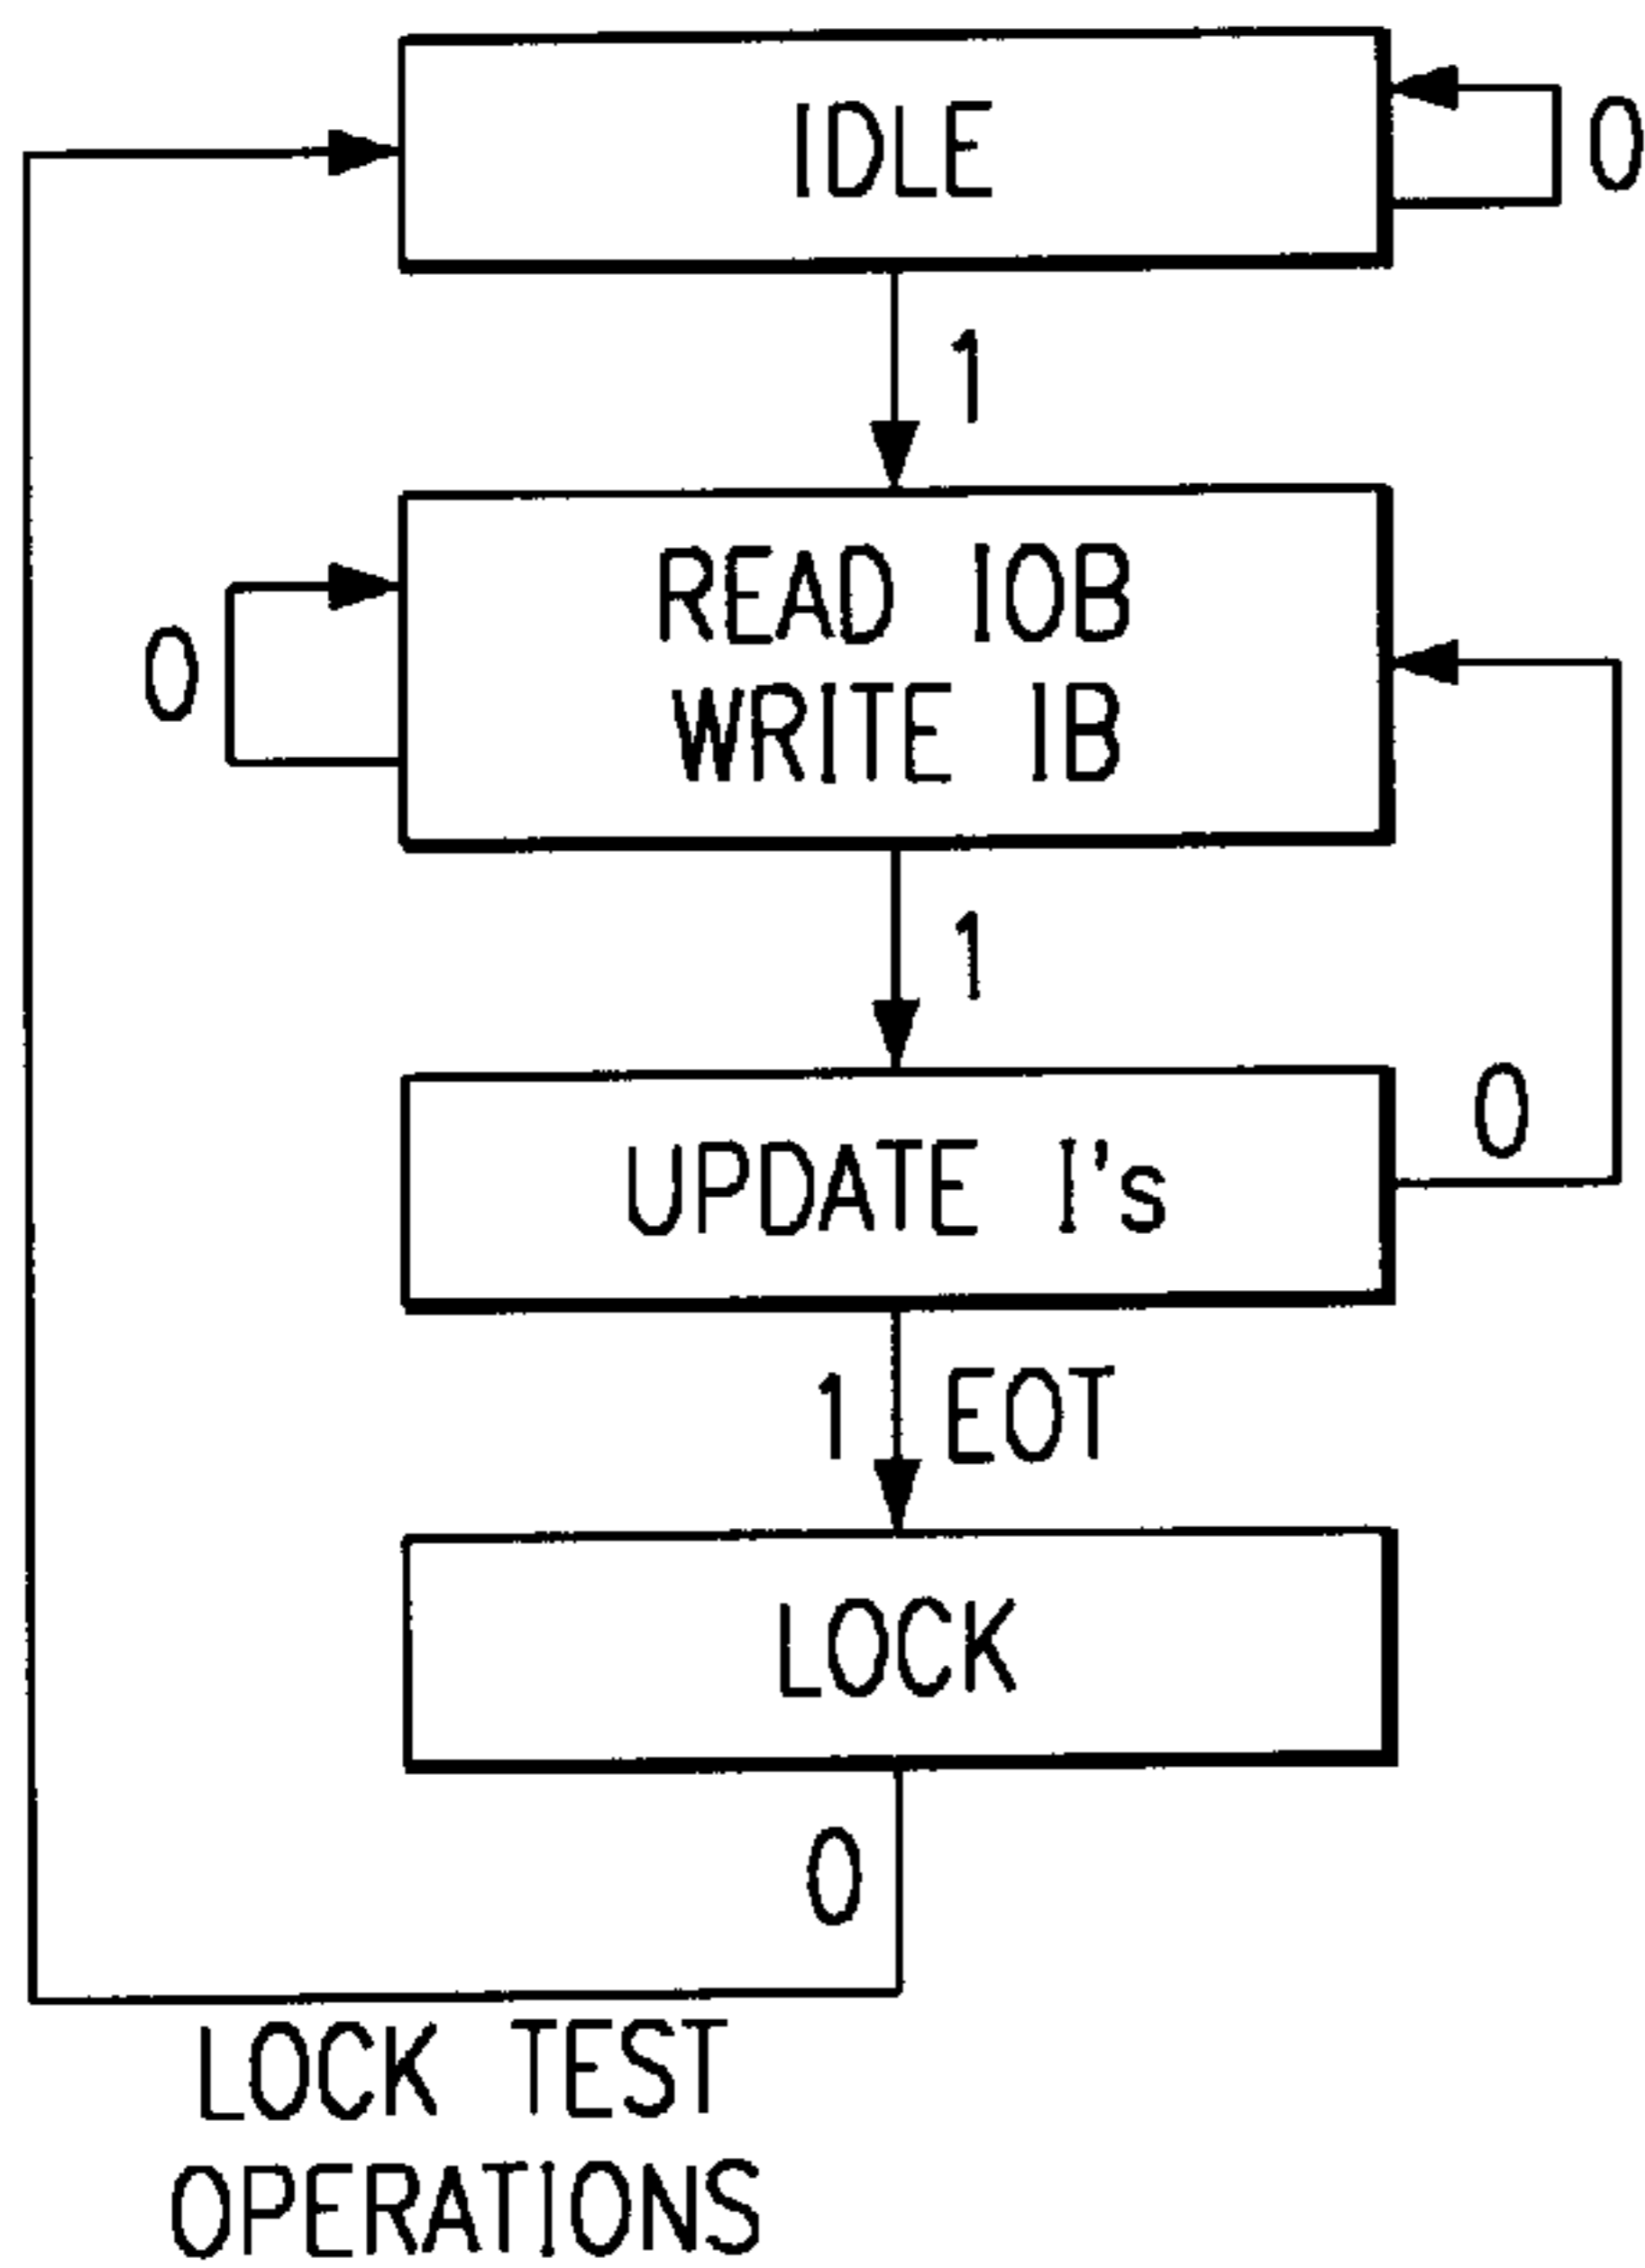 IDLE
0
1
READ IOB
WRITE IB
0
1
UPDATE I's
0
1 EOT
LOCK
0
LOCK TEST
OPERATIONS